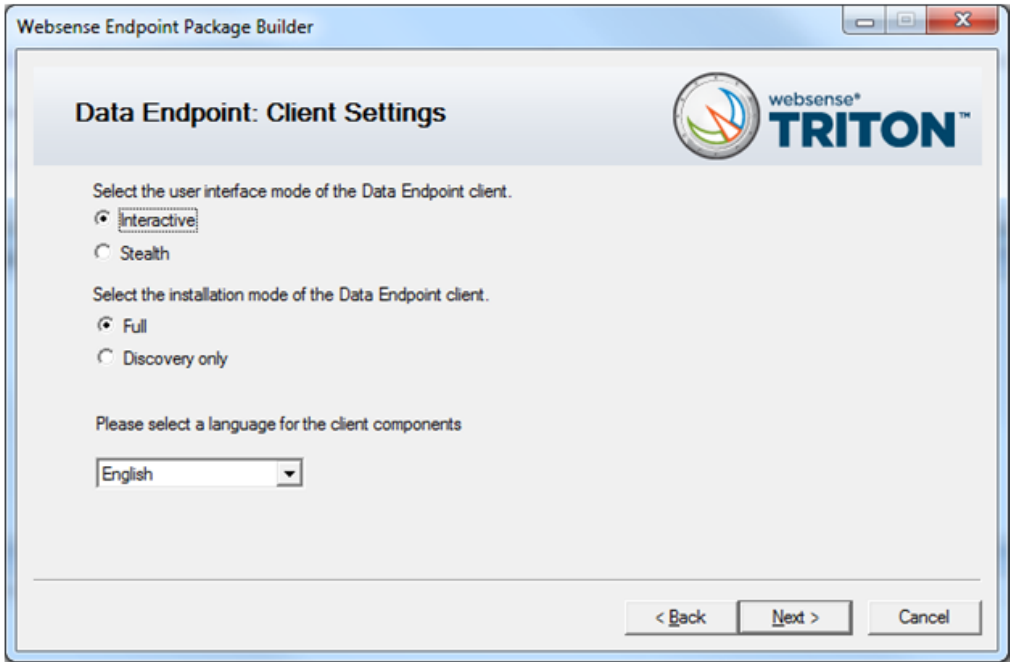 Websense Endpoint Package Builder
Data Endpoint: Client Settings
websense®
TRITON™
Select the user interface mode of the Data Endpoint client.
Interactive
Stealth
Select the installation mode of the Data Endpoint client.
Full
Discovery only
Please select a language for the client components
English
< Back
Next >
Cancel